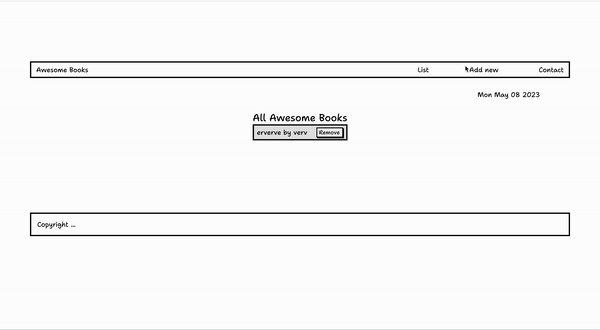 Awesome Books List Add new Contact
Mon May 08 2023
All Awesome Books
erverve by verv Remove
Copyright ...